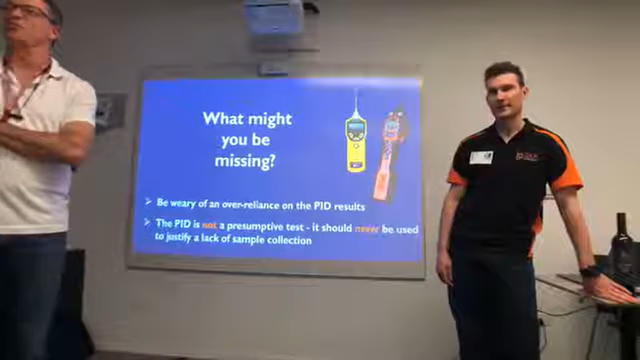 What might
you be
missing?
Be weary of an over-reliance on the PID results
The PID is not a presumptive test - it should never be used
to justify a lack of sample collection